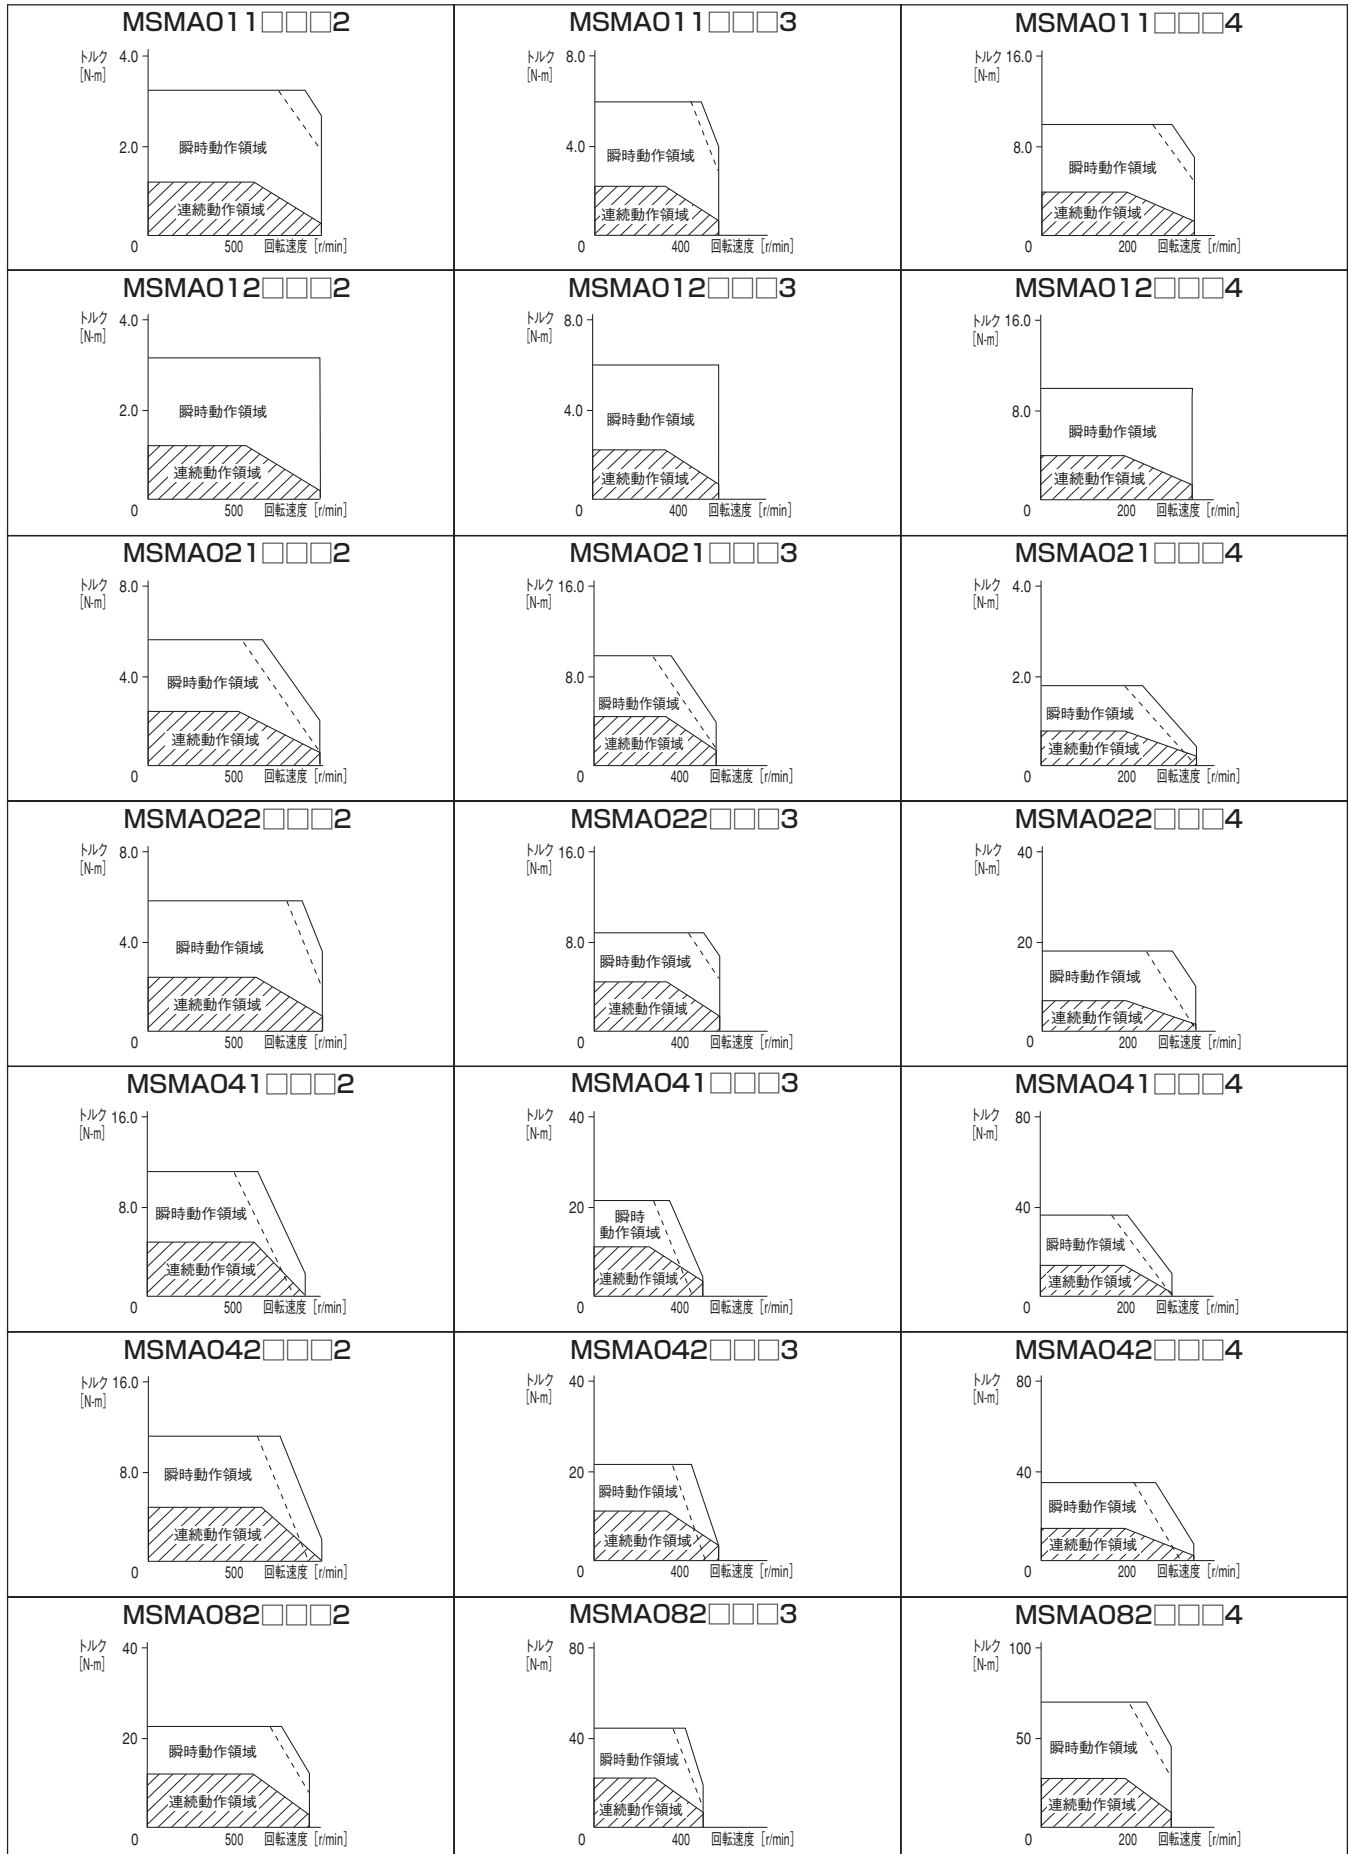 MSMA011□□□2
トルク
[N-m]
4.0
2.0
瞬時動作領域
連続動作領域
0
500
回転速度 [r/min]
MSMA011□□□3
トルク
[N-m]
8.0
4.0
瞬時動作領域
連続動作領域
0
400
回転速度 [r/min]
MSMA011□□□4
トルク
[N-m]
16.0
8.0
瞬時動作領域
連続動作領域
0
200
回転速度 [r/min]
MSMA012□□□2
トルク
[N-m]
4.0
2.0
瞬時動作領域
連続動作領域
0
500
回転速度 [r/min]
MSMA012□□□3
トルク
[N-m]
8.0
4.0
瞬時動作領域
連続動作領域
0
400
回転速度 [r/min]
MSMA012□□□4
トルク
[N-m]
16.0
8.0
瞬時動作領域
連続動作領域
0
200
回転速度 [r/min]
MSMA021□□□2
トルク
[N-m]
8.0
4.0
瞬時動作領域
連続動作領域
0
500
回転速度 [r/min]
MSMA021□□□3
トルク
[N-m]
16.0
8.0
瞬時動作領域
連続動作領域
0
400
回転速度 [r/min]
MSMA021□□□4
トルク
[N-m]
4.0
2.0
瞬時動作領域
連続動作領域
0
200
回転速度 [r/min]
MSMA022□□□2
トルク
[N-m]
8.0
4.0
瞬時動作領域
連続動作領域
0
500
回転速度 [r/min]
MSMA022□□□3
トルク
[N-m]
16.0
8.0
瞬時動作領域
連続動作領域
0
400
回転速度 [r/min]
MSMA022□□□4
トルク
[N-m]
40
20
瞬時動作領域
連続動作領域
0
200
回転速度 [r/min]
MSMA041□□□2
トルク
[N-m]
16.0
8.0
瞬時動作領域
連続動作領域
0
500
回転速度 [r/min]
MSMA041□□□3
トルク
[N-m]
40
20
瞬時
動作領域
連続動作領域
0
400
回転速度 [r/min]
MSMA041□□□4
トルク
[N-m]
80
40
瞬時動作領域
連続動作領域
0
200
回転速度 [r/min]
MSMA042□□□2
トルク
[N-m]
16.0
8.0
瞬時動作領域
連続動作領域
0
500
回転速度 [r/min]
MSMA042□□□3
トルク
[N-m]
40
20
瞬時動作領域
連続動作領域
0
400
回転速度 [r/min]
MSMA042□□□4
トルク
[N-m]
80
40
瞬時動作領域
連続動作領域
0
200
回転速度 [r/min]
MSMA082□□□2
トルク
[N-m]
40
20
瞬時動作領域
連続動作領域
0
500
回転速度 [r/min]
MSMA082□□□3
トルク
[N-m]
80
40
瞬時動作領域
連続動作領域
0
400
回転速度 [r/min]
MSMA082□□□4
トルク
[N-m]
100
50
瞬時動作領域
連続動作領域
0
200
回転速度 [r/min]